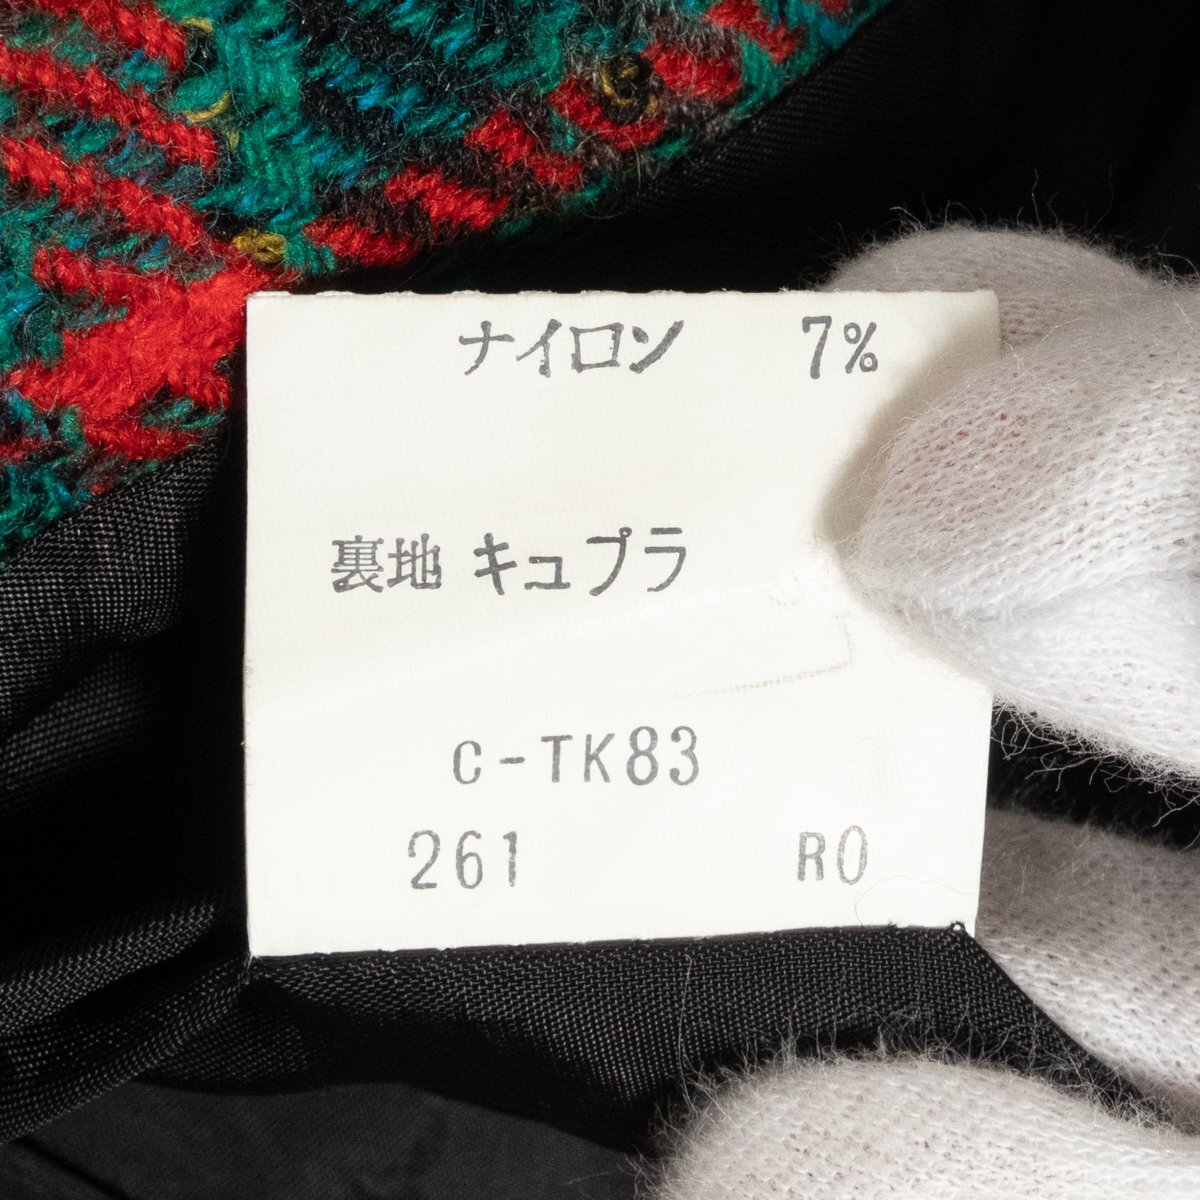 ナイロン 7%
裏地 キュプラ
C-TK83
261 R0